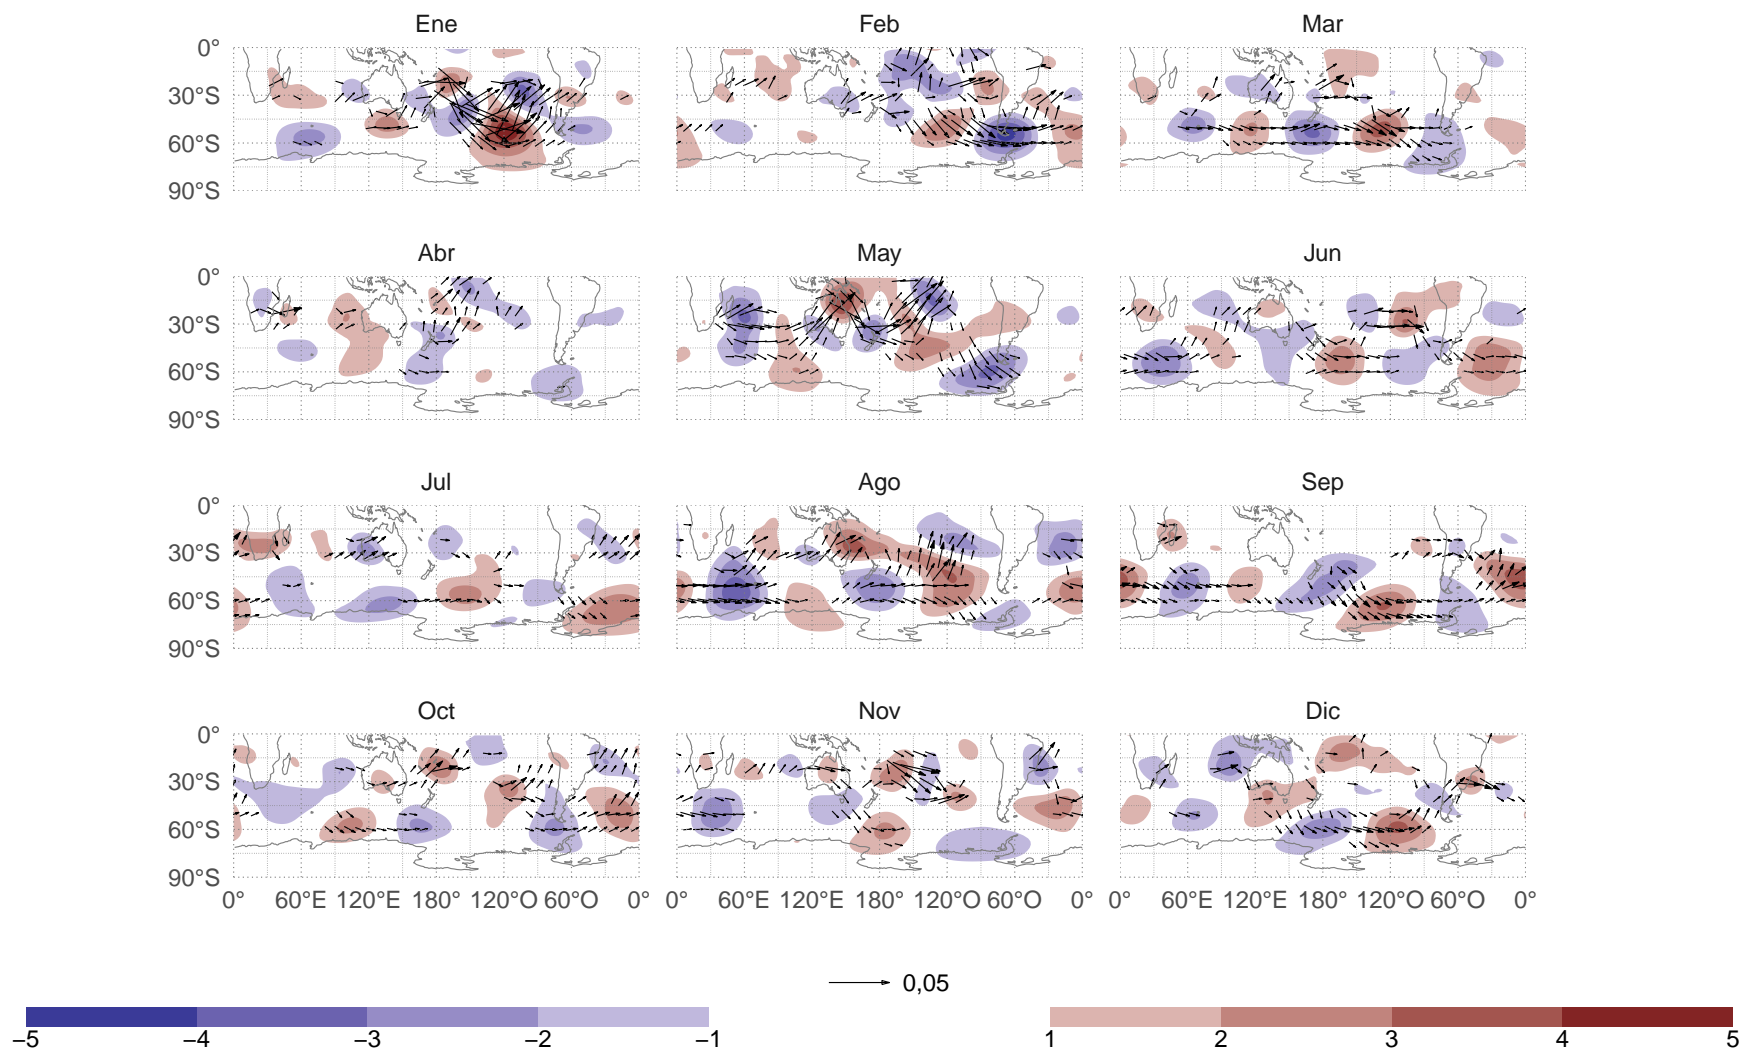 Ene Feb Mar
0°
30°S
60°S
90°S
Abr May Jun
0°
30°S
60°S
90°S
Jul Ago Sep
0°
30°S
60°S
90°S
Oct Nov Dic
0°
30°S
60°S
90°S
0° 60°E 120°E 180° 120°O 60°O 0° 0° 60°E 120°E 180° 120°O 60°O 0° 0° 60°E 120°E 180° 120°O 60°O 0°
0,05
−5 −4 −3 −2 −1 1 2 3 4 5